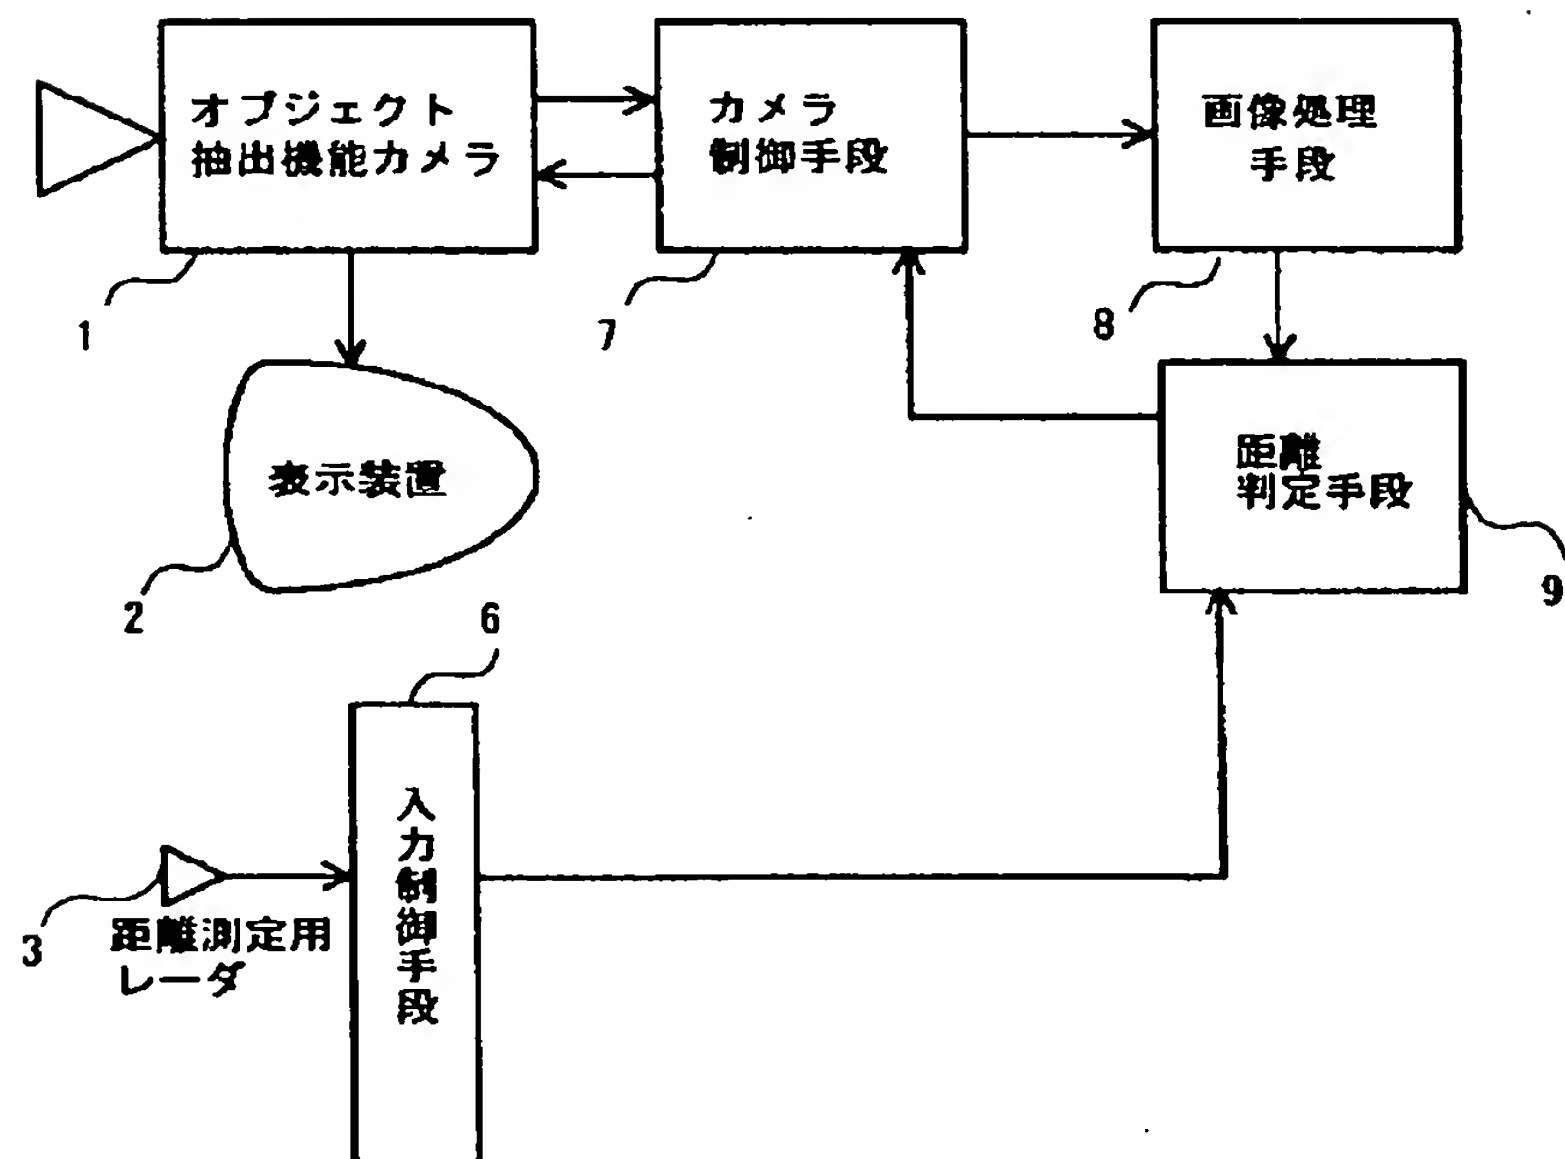 オブジェクト
抽出機能カメラ
カメラ
制御手段
画像処理
手段
1
7
8
表示装置
距離
判定手段
2
9
6
入力制御手段
3
距離測定用
レーダ